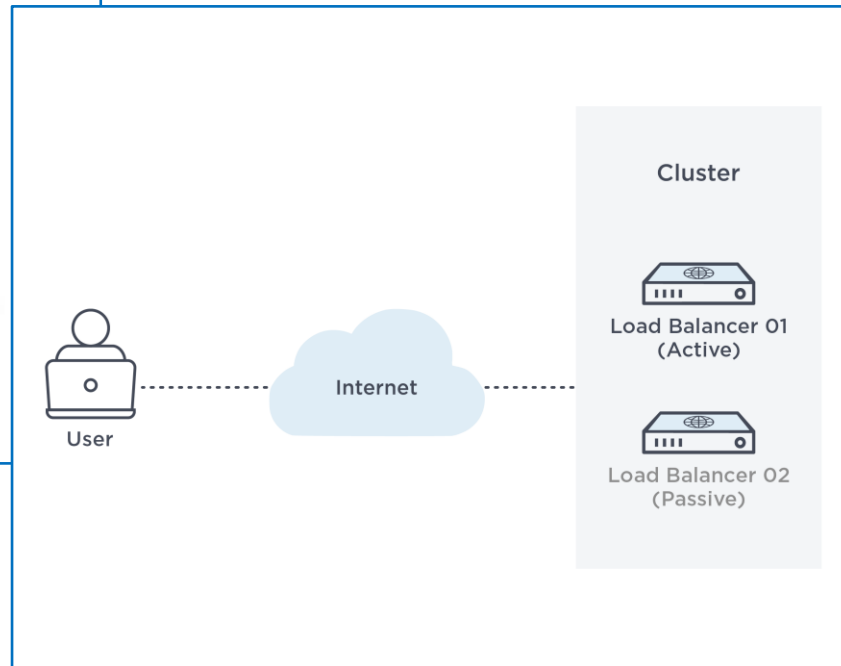 Cluster
Load Balancer 01
(Active)
Internet
User
Load Balancer 02
(Passive)